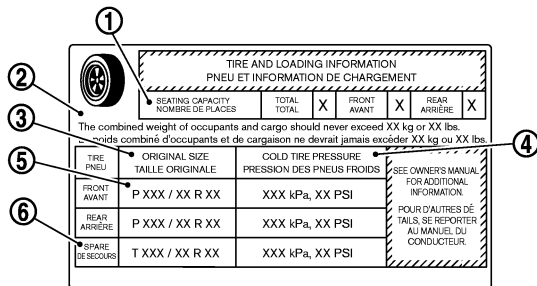 ①
TIRE AND LOADING INFORMATION
PNEU ET INFORMATION DE CHARGEMENT
②
SEATING CAPACITY
NOMBRE DE PLACES
TOTAL
TOTAL
X
FRONT
AVANT
X
REAR
ARRIÈRE
X
③
The combined weight of occupants and cargo should never exceed XX kg or XX lbs.
poids combiné d'occupants et de cargaison ne devrait jamais excéder XX kg ou XX lbs.
④
TIRE
PNEU
ORIGINAL SIZE
TAILLE ORIGINALE
COLD TIRE PRESSURE
PRESSION DES PNEUS FROIDS
⑤
FRONT
AVANT
P XXX / XX R XX
XXX kPa, XX PSI
REAR
ARRIÈRE
P XXX / XX R XX
XXX kPa, XX PSI
⑥
SPARE
DE SECOURS
T XXX / XX R XX
XXX kPa, XX PSI
SEE OWNER'S MANUAL
FOR ADDITIONAL
INFORMATION.
POUR D'AUTRES DÉ
TAILS, SE REPORTER
AU MANUEL DU
CONDUCTEUR.